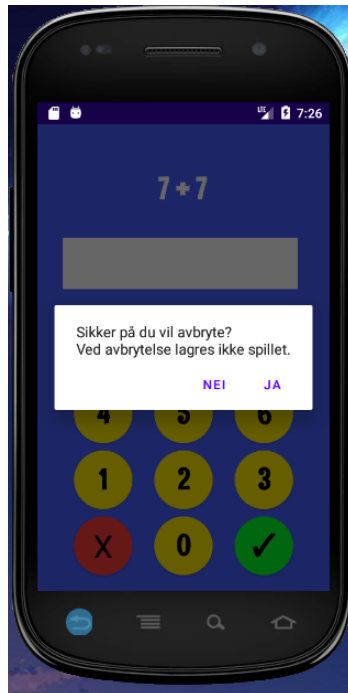 LTE 7:26
7+7
Sikker på du vil avbryte?
Ved avbrytelse lagres ikke spillet.
NEI JA
4 5 6
1 2 3
X 0 ✓